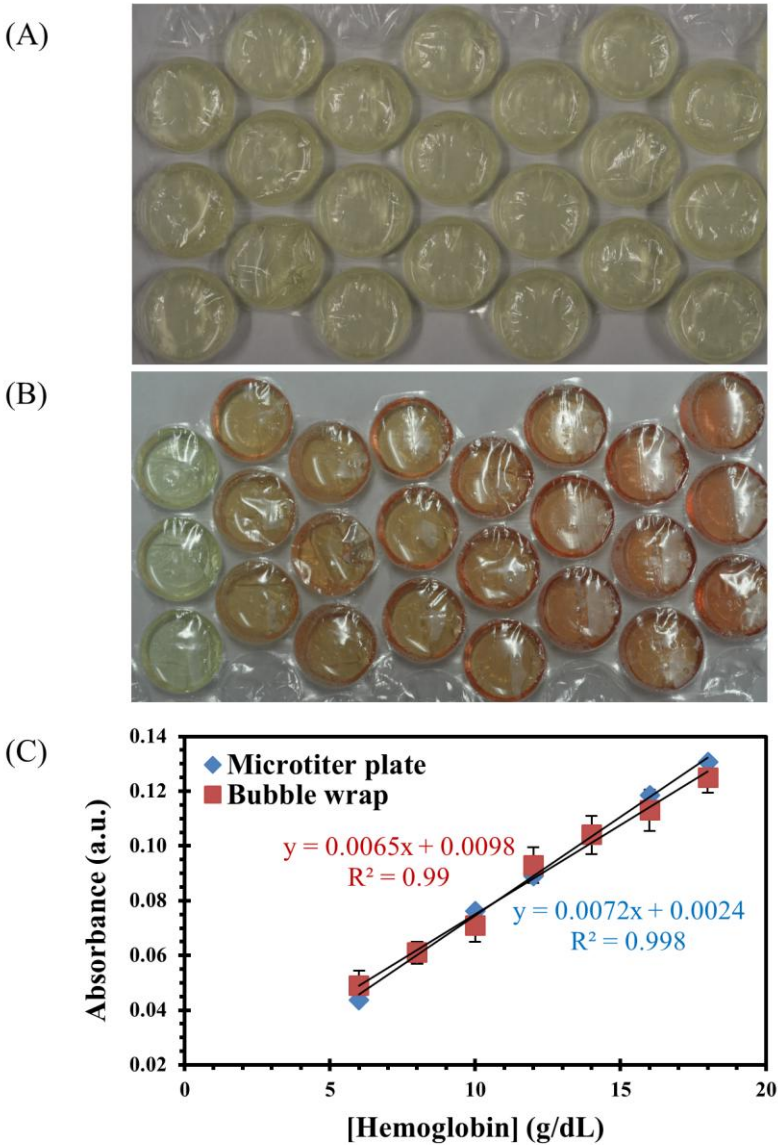 (A)
(B)
(C)
0.14
0.12
0.10
0.08
0.06
0.04
0.02
Absorbance (a.u.)
Microtiter plate
Bubble wrap
y = 0.0065x + 0.0098
R² = 0.99
y = 0.0072x + 0.0024
R² = 0.998
0 5 10 15 20
[Hemoglobin] (g/dL)